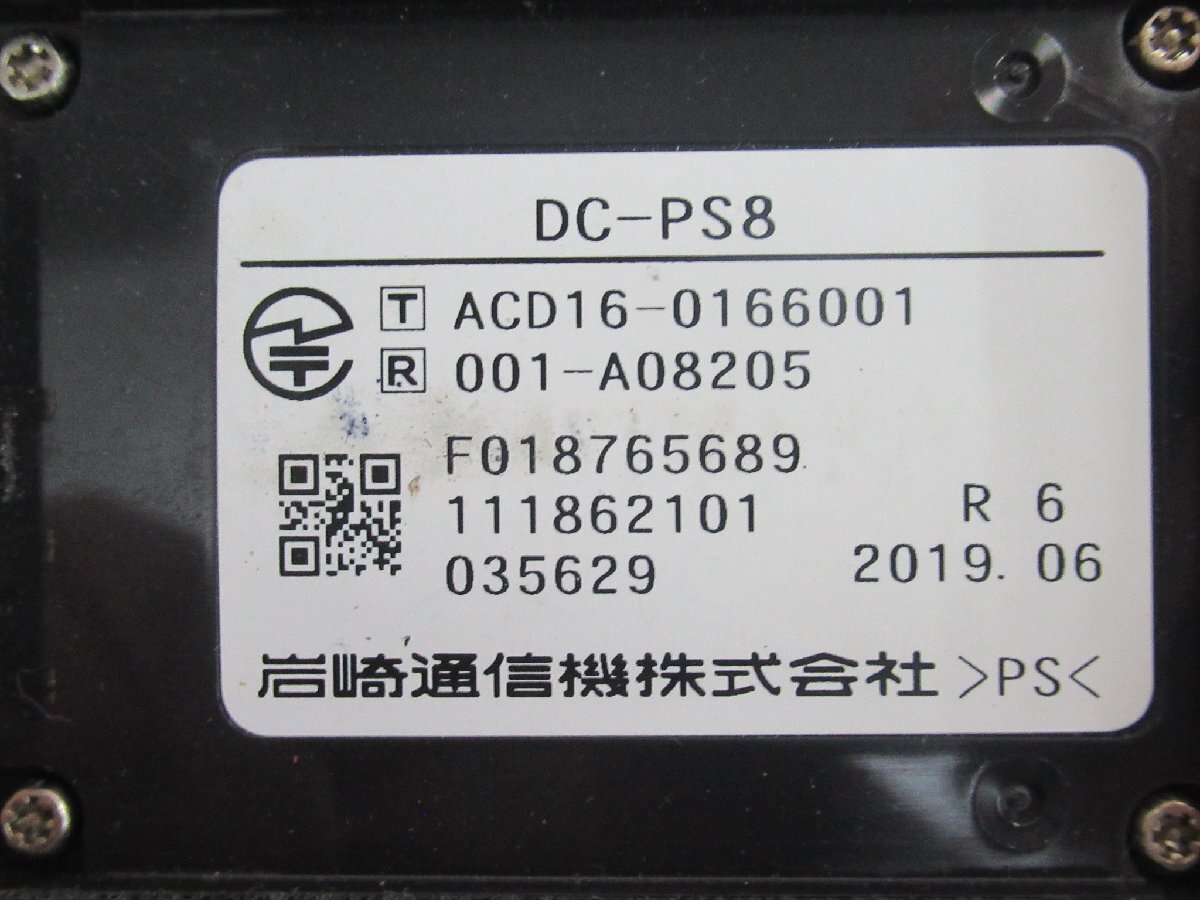 DC-PS8
T ACD16-0166001
R 001-A08205
F018765689
111862101 R 6
035629 2019.06
岩崎通信機株式会社 >PS<